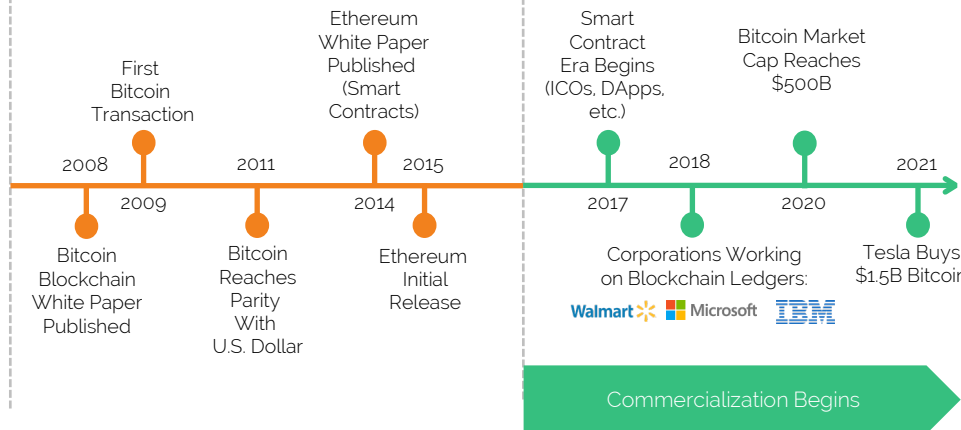 First
Bitcoin
Transaction
Ethereum
White Paper
Published
(Smart
Contracts)
Smart
Contract
Era Begins
(ICOs, DApps,
etc.)
Bitcoin Market
Cap Reaches
$500B
2008
2011
2015
2018
2021
2009
2014
2017
2020
Bitcoin
Blockchain
White Paper
Published
Bitcoin
Reaches
Parity
With
U.S. Dollar
Ethereum
Initial
Release
Corporations Working
on Blockchain Ledgers:
Walmart
Microsoft
IBM
Tesla Buys
$1.5B Bitcoin
Commercialization Begins